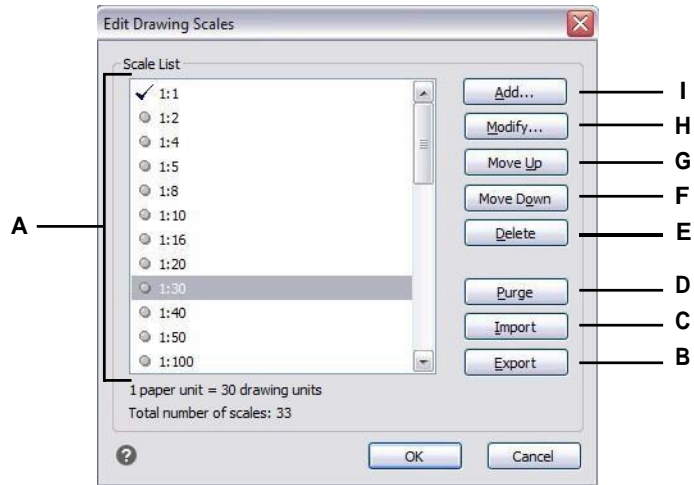 Edit Drawing Scales
Scale List
1:1
1:2
1:4
1:5
1:8
1:10
1:16
1:20
1:30
1:40
1:50
1:100
1 paper unit = 30 drawing units
Total number of scales: 33
Add...
Modify...
Move Up
Move Down
Delete
Purge
Import
Export
OK
Cancel
?
A
I
H
G
F
E
D
C
B